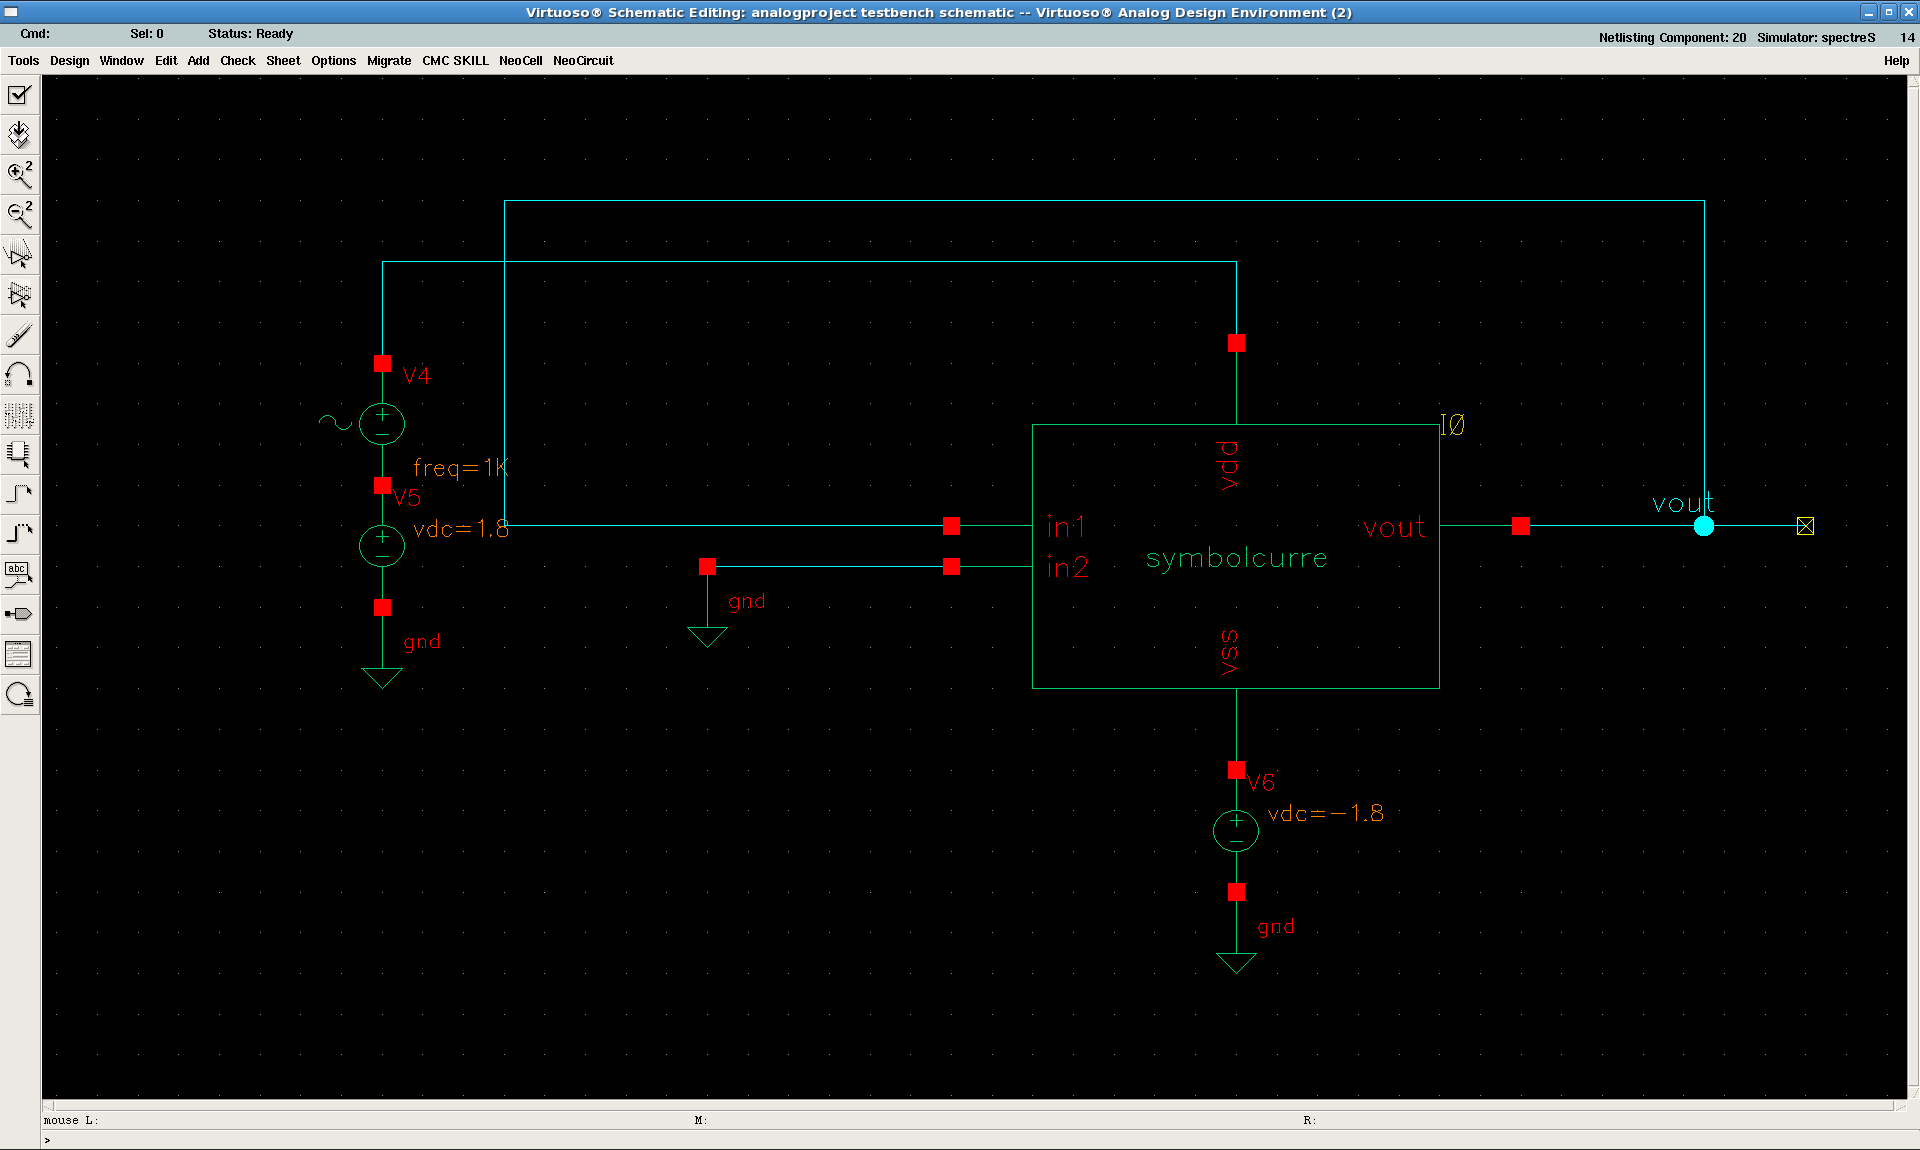 Virtuoso® Schematic Editing: analogproject testbench schematic -- Virtuoso® Analog Design Environment (2)
Cmd: Sel: 0 Status: Ready Netlisting Component: 20 Simulator: spectreS 14
Tools Design Window Edit Add Check Sheet Options Migrate CMC SKILL NeoCell NeoCircuit Help
2
2
abc
V4
freq=1K
V5
vdc=1.8
gnd
gnd
I0
vdd
in1
in2
symbolcurre
vout
vss
vout
V6
vdc=-1.8
gnd
mouse L: M: R:
>